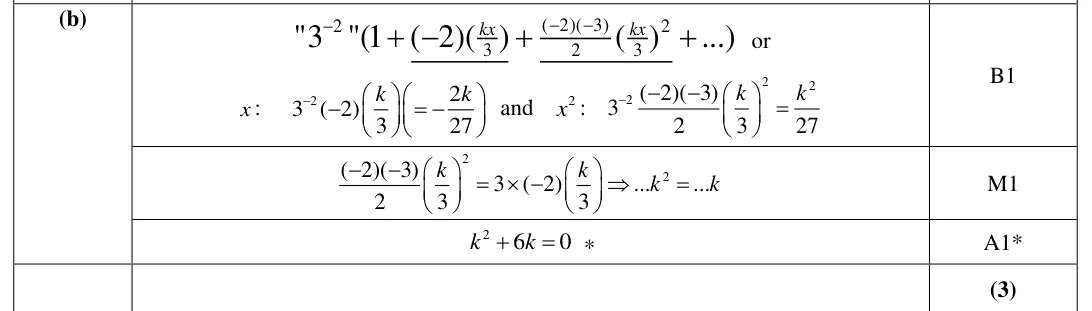 (b)
"3⁻²"(1 + (−2)(kx/3) + (−2)(−3)/2 (kx/3)² + ...) or
x: 3⁻²(−2)(k/3)(= −2k/27) and x²: 3⁻² (−2)(−3)/2 (k/3)² = k²/27
B1
(−2)(−3)/2 (k/3)² = 3×(−2)(k/3) ⇒ ...k² = ...k
M1
k² + 6k = 0 *
A1*
(3)